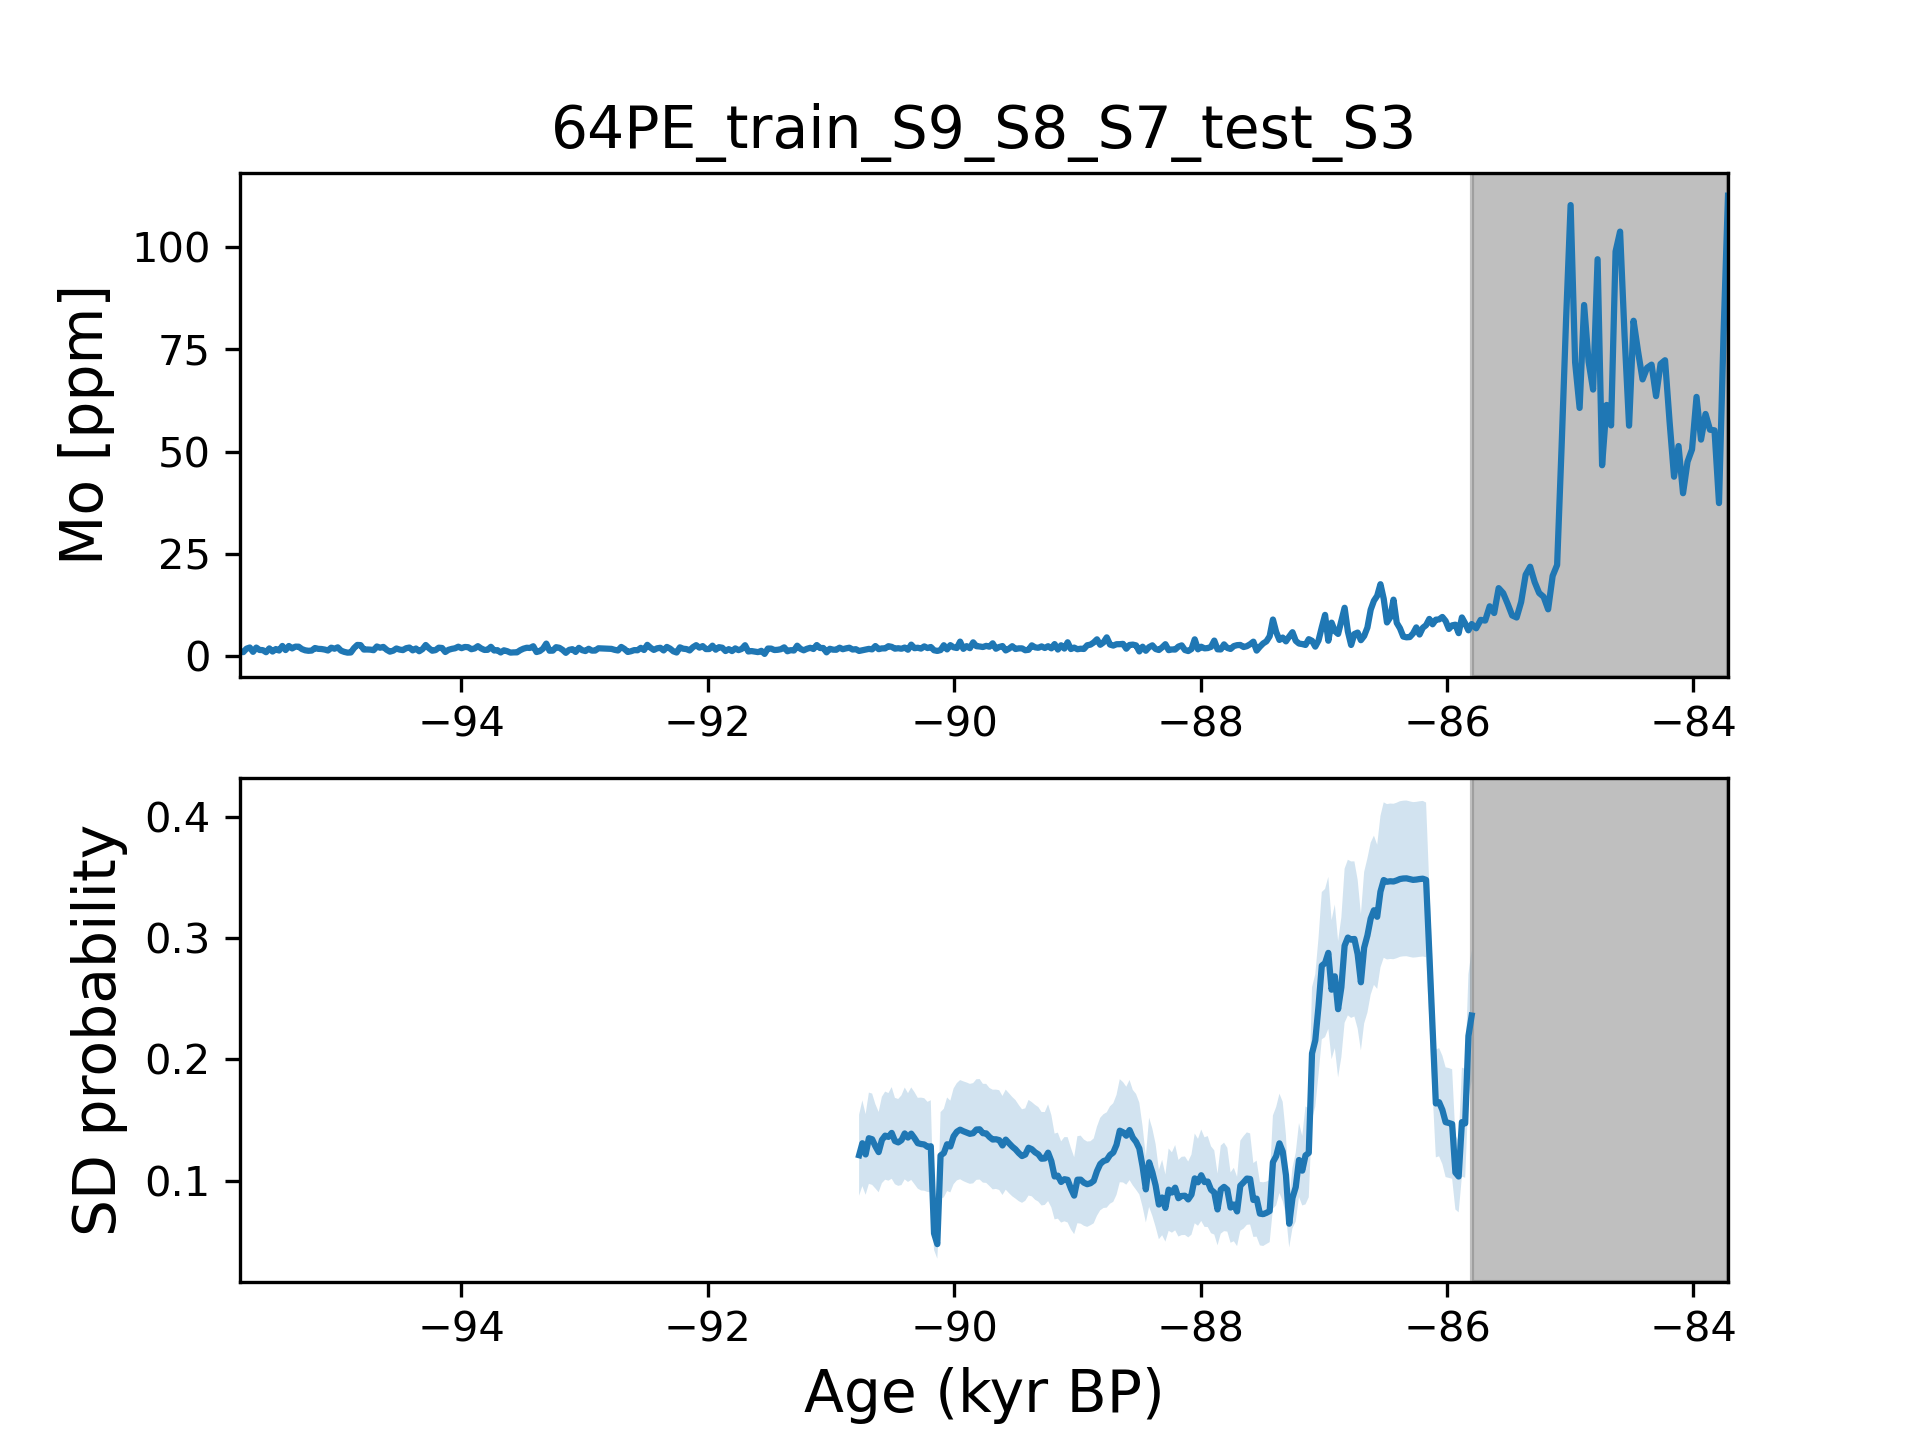 64PE_train_S9_S8_S7_test_S3
Mo [ppm]
100
75
50
25
0
−94 −92 −90 −88 −86 −84
SD probability
0.4
0.3
0.2
0.1
−94 −92 −90 −88 −86 −84
Age (kyr BP)